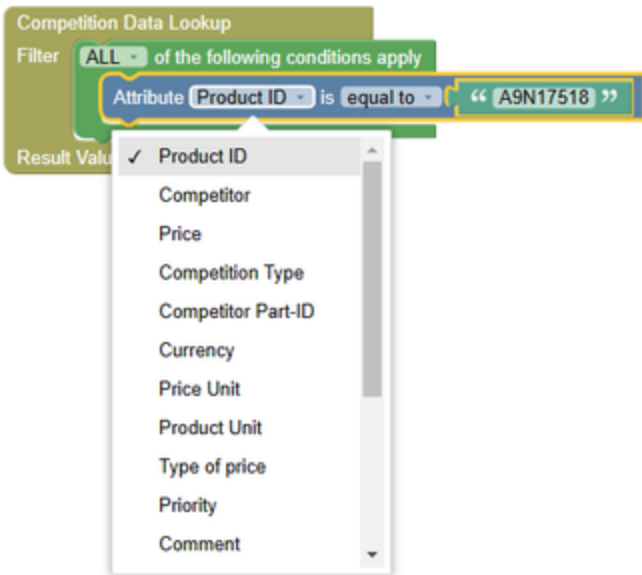 Competition Data Lookup
Filter ALL of the following conditions apply
Attribute Product ID is equal to “ A9N17518 ”
Result Valu
✓ Product ID
Competitor
Price
Competition Type
Competitor Part-ID
Currency
Price Unit
Product Unit
Type of price
Priority
Comment